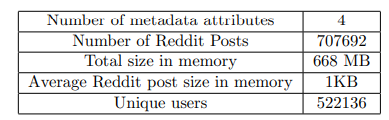 Number of metadata attributes 4
Number of Reddit Posts 707692
Total size in memory 668 MB
Average Reddit post size in memory 1KB
Unique users 522136